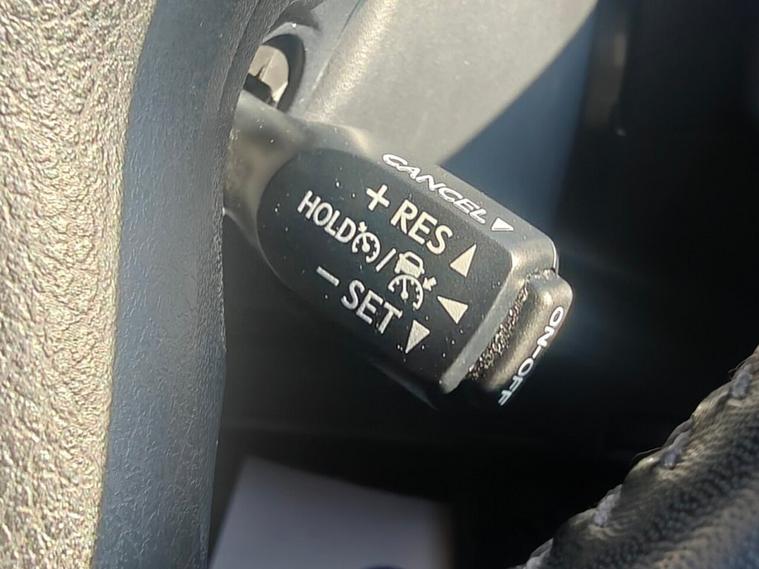 CANCEL
+ RES
HOLD /
- SET
ON-OFF